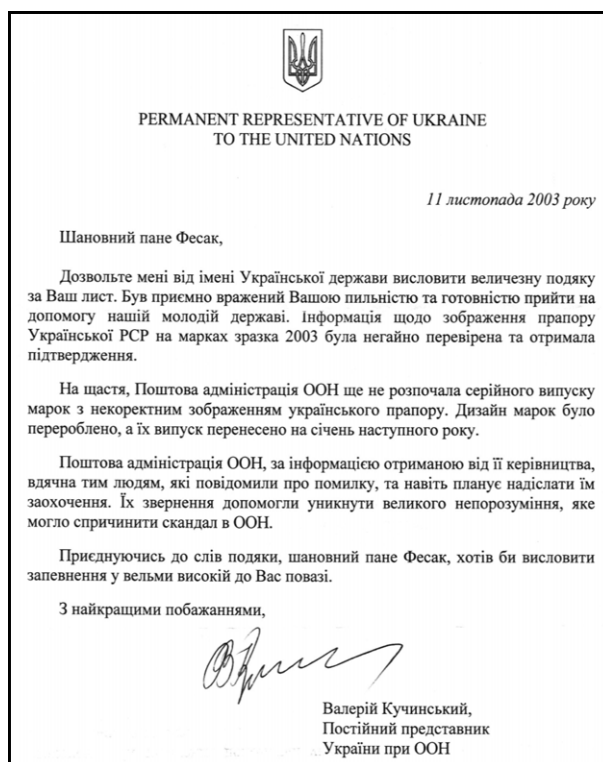 PERMANENT REPRESENTATIVE OF UKRAINE
TO THE UNITED NATIONS
11 листопада 2003 року
Шановний пане Фесак,
Дозвольте мені від імені Української держави висловити величезну подяку
за Ваш лист. Був приємно вражений Вашою пильністю та готовністю прийти на
допомогу нашій молодій державі. Інформація щодо зображення прапору
Української РСР на марках зразка 2003 була негайно перевірена та отримала
підтвердження.
На щастя, Поштова адміністрація ООН ще не розпочала серійного випуску
марок з некоректним зображенням українського прапору. Дизайн марок було
перероблено, а їх випуск перенесено на січень наступного року.
Поштова адміністрація ООН, за інформацією отриманою від її керівництва,
вдячна тим людям, які повідомили про помилку, та навіть планує надіслати їм
заохочення. Їх звернення допомогли уникнути великого непорозуміння, яке
могло спричинити скандал в ООН.
Приєднуючись до слів подяки, шановний пане Фесак, хотів би висловити
запевнення у вельми високій до Вас повазі.
З найкращими побажаннями,
Валерій Кучинський,
Постійний представник
України при ООН